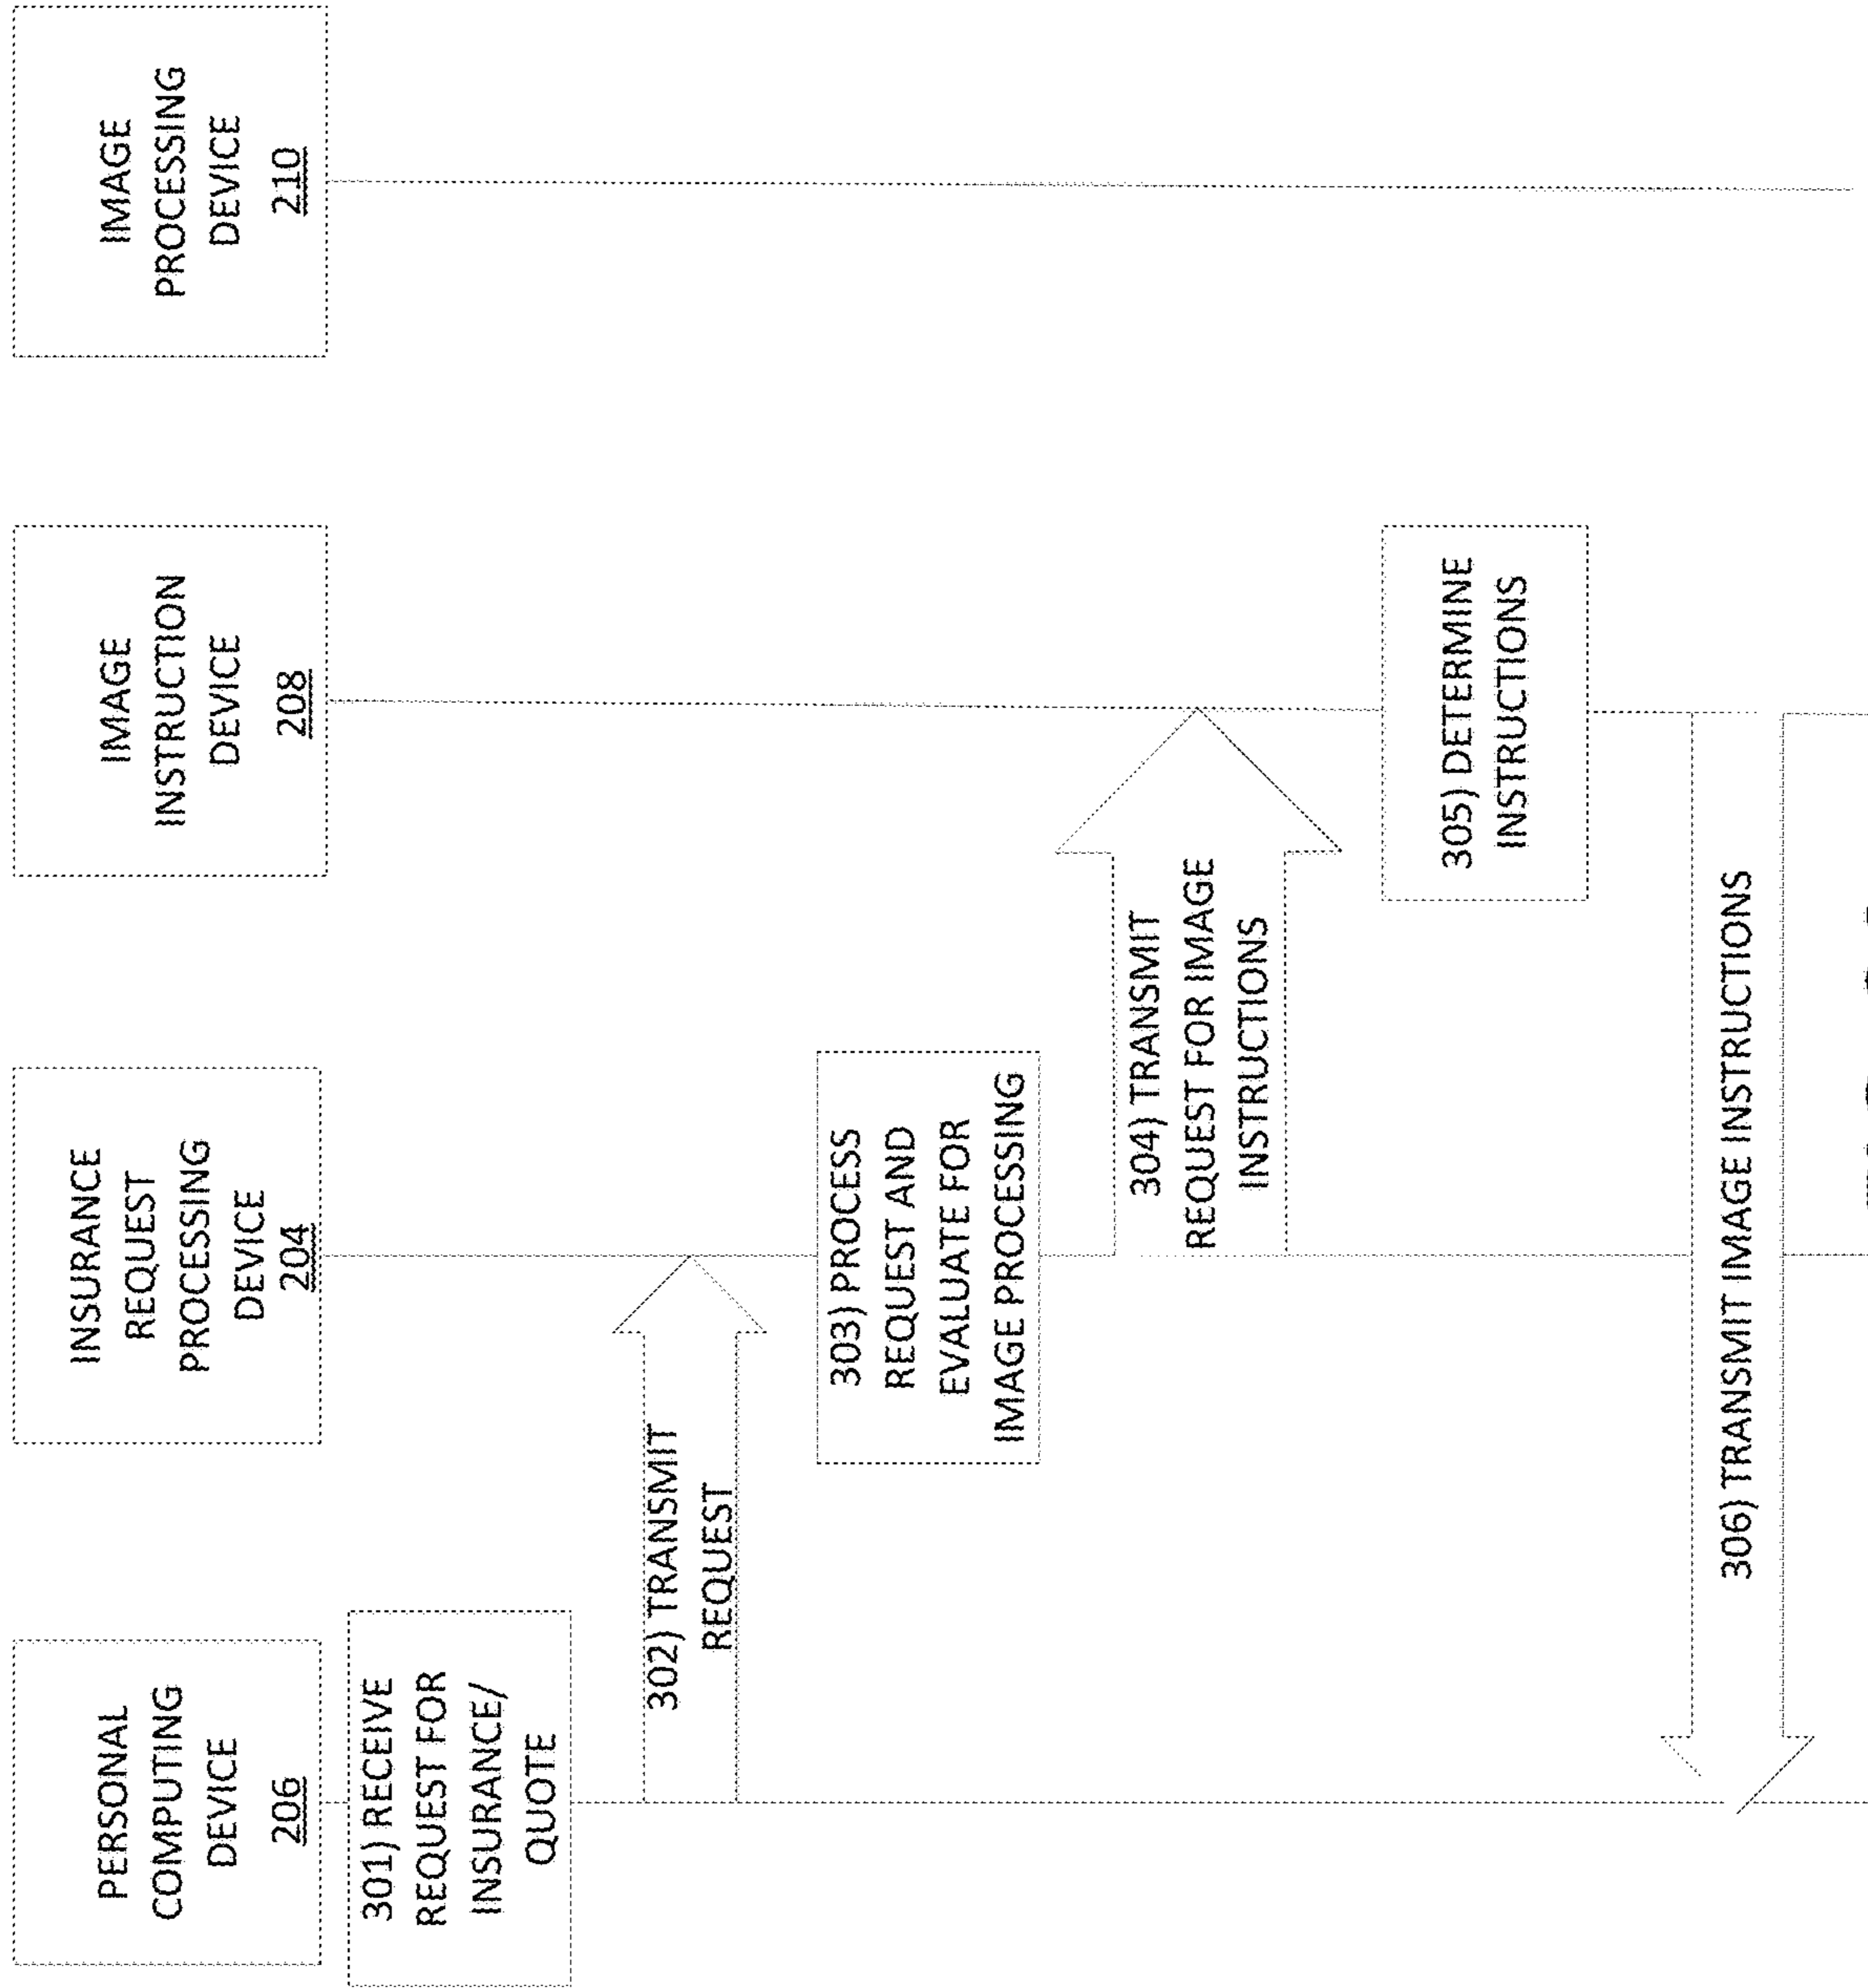 PERSONAL
COMPUTING
DEVICE
206
INSURANCE
REQUEST
PROCESSING
DEVICE
204
IMAGE
INSTRUCTION
DEVICE
208
IMAGE
PROCESSING
DEVICE
210
301) RECEIVE
REQUEST FOR
INSURANCE/
QUOTE
302) TRANSMIT
REQUEST
303) PROCESS
REQUEST AND
EVALUATE FOR
IMAGE PROCESSING
304) TRANSMIT
REQUEST FOR IMAGE
INSTRUCTIONS
305) DETERMINE
INSTRUCTIONS
306) TRANSMIT IMAGE INSTRUCTIONS